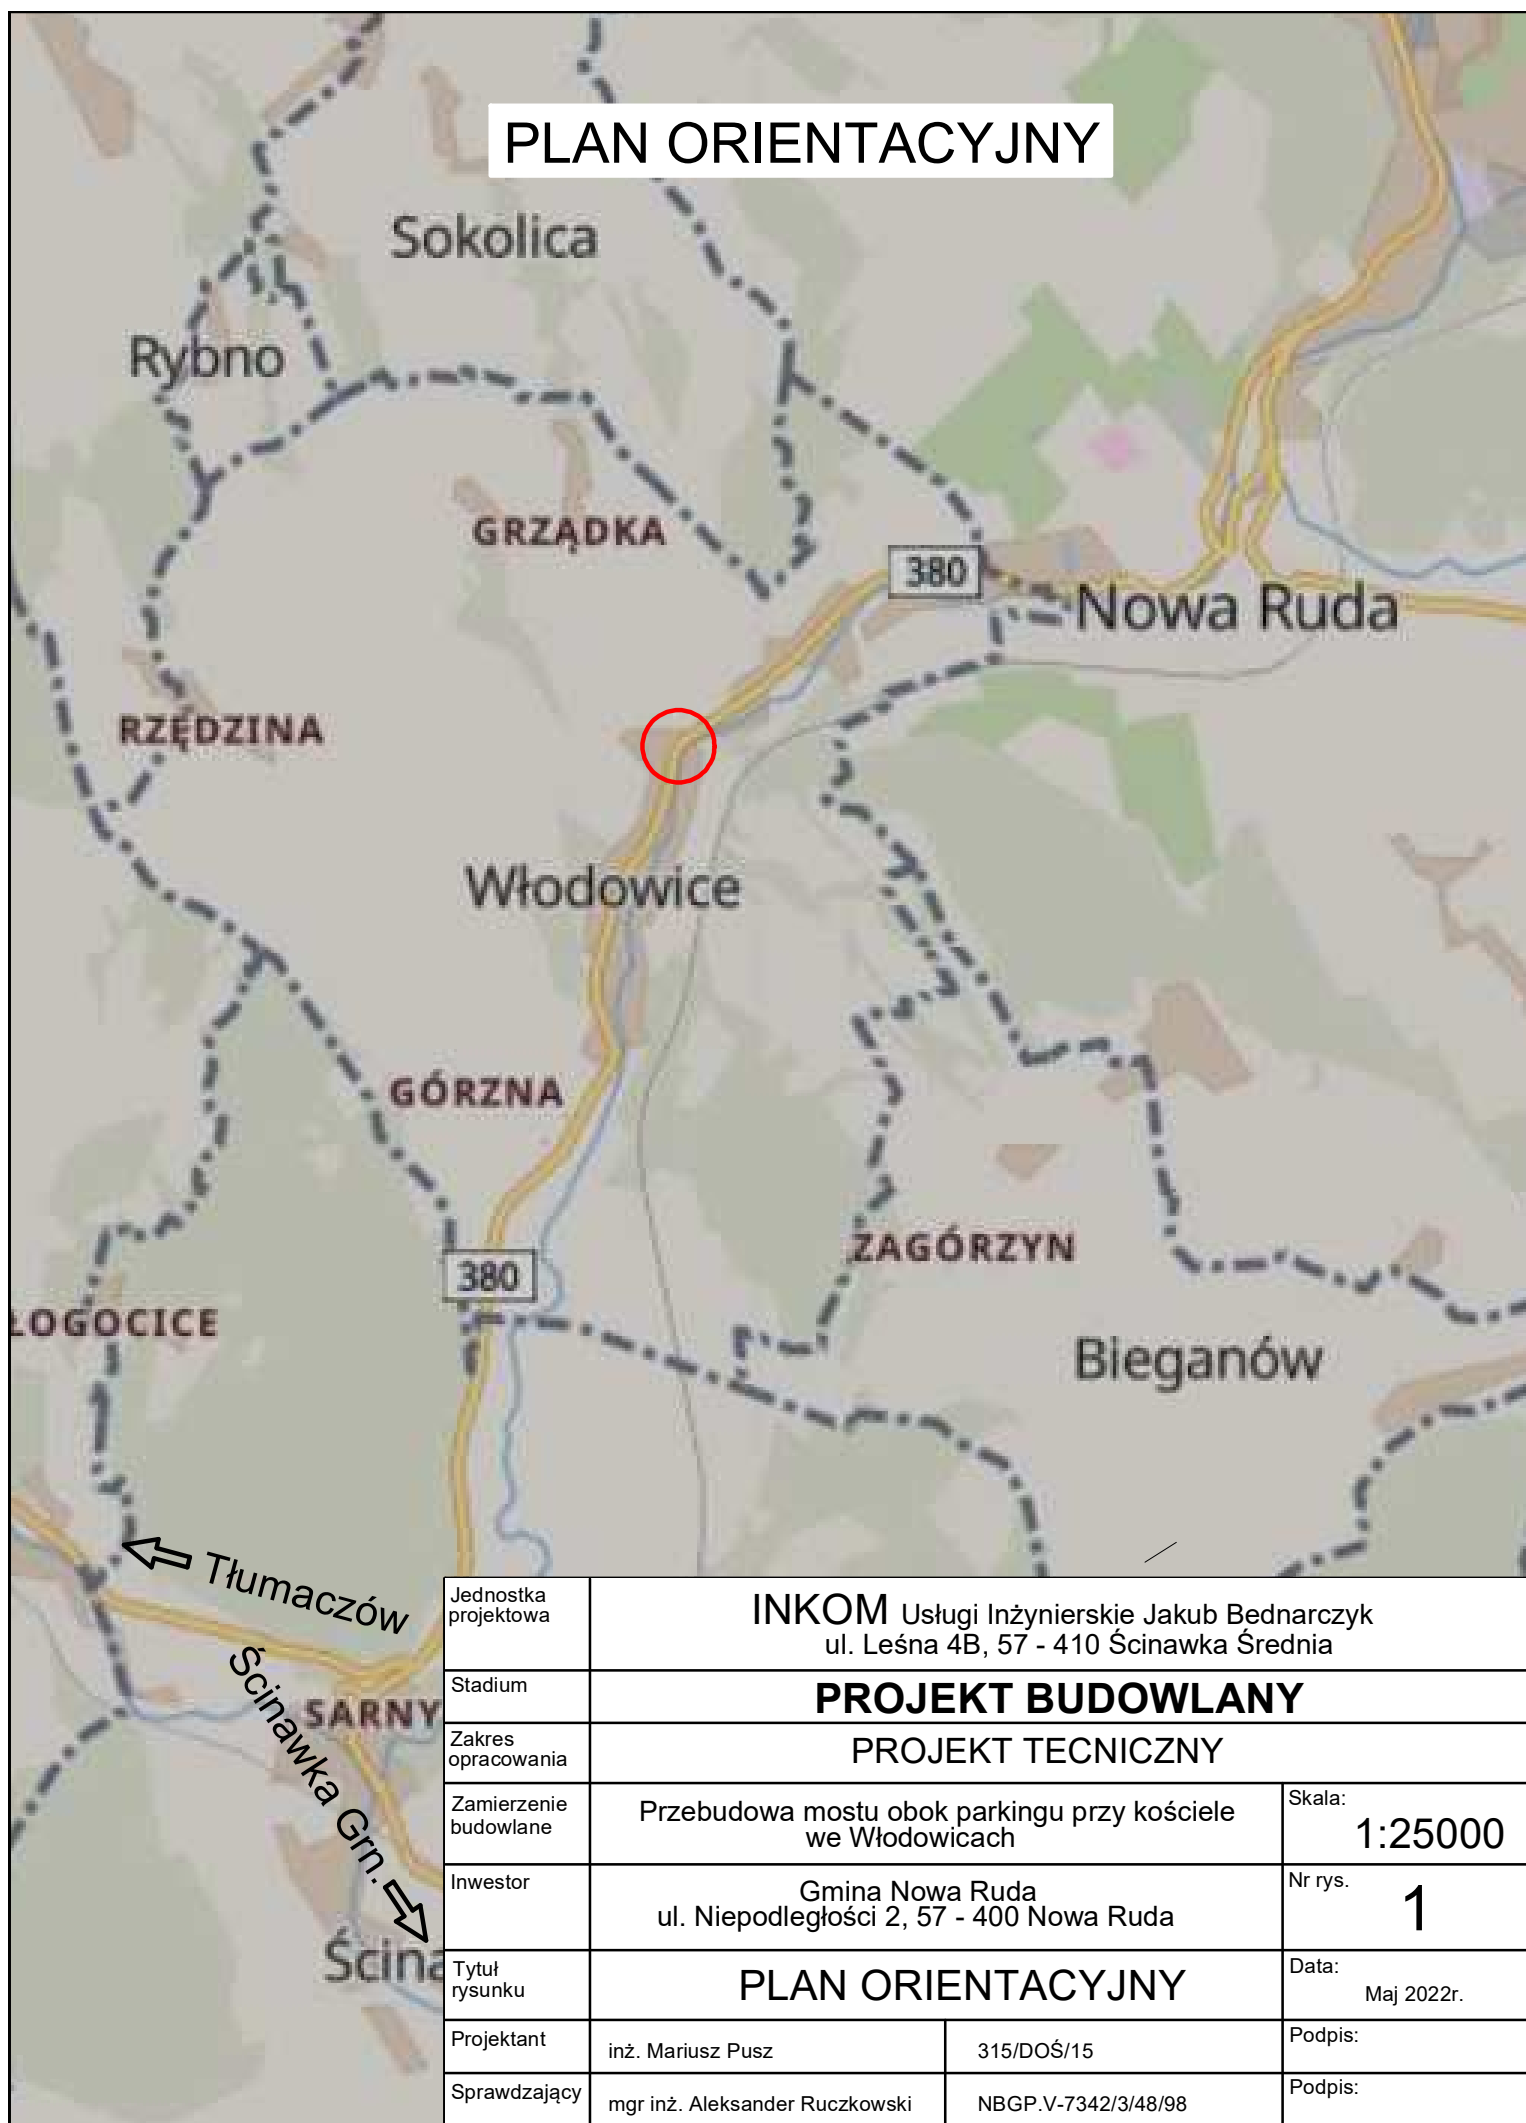 PLAN ORIENTACYJNY
Sokolica
Rybno
GRZĄDKA
380
Nowa Ruda
RZĘDZINA
Włodowice
GÓRZNA
ZAGÓRZYN
380
ŁOGOCICE
Bieganów
Tłumaczów
Ścinawka Grn.
SARNY
Ścina
Jednostka
projektowa
INKOM Usługi Inżynierskie Jakub Bednarczyk
ul. Leśna 4B, 57 - 410 Ścinawka Średnia
Stadium
PROJEKT BUDOWLANY
Zakres
opracowania
PROJEKT TECNICZNY
Zamierzenie
budowlane
Przebudowa mostu obok parkingu przy kościele
we Włodowicach
Skala:
1:25000
Inwestor
Gmina Nowa Ruda
ul. Niepodległości 2, 57 - 400 Nowa Ruda
Nr rys.
1
Tytuł
rysunku
PLAN ORIENTACYJNY
Data:
Maj 2022r.
Projektant
inż. Mariusz Pusz
315/DOŚ/15
Podpis:
Sprawdzający
mgr inż. Aleksander Ruczkowski
NBGP.V-7342/3/48/98
Podpis: